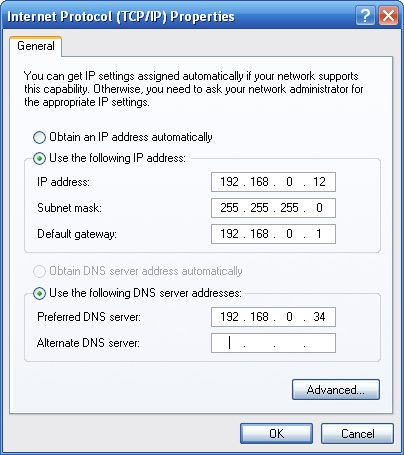 Internet Protocol (TCP/IP) Properties
General
You can get IP settings assigned automatically if your network supports
this capability. Otherwise, you need to ask your network administrator for
the appropriate IP settings.
Obtain an IP address automatically
Use the following IP address:
IP address: 192 . 168 . 0 . 12
Subnet mask: 255 . 255 . 255 . 0
Default gateway: 192 . 168 . 0 . 1
Obtain DNS server address automatically
Use the following DNS server addresses:
Preferred DNS server: 192 . 168 . 0 . 34
Alternate DNS server: . . .
Advanced...
OK Cancel